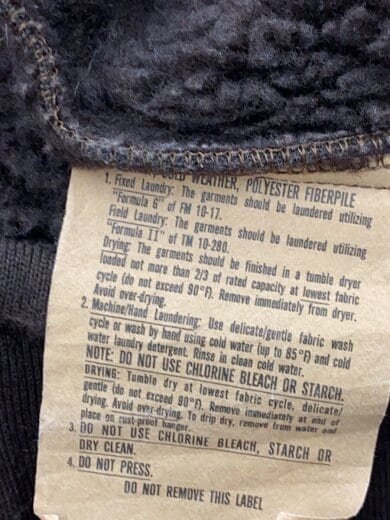 COLD WEATHER, POLYESTER FIBERPILE
1. Fixed Laundry: The garments should be laundered utilizing
"Formula 6" of FM 10-17.
Field Laundry: The garments should be laundered utilizing
"Formula II" of TM 10-280.
Drying: The garments should be finished in a tumble dryer
loaded not more than 2/3 of rated capacity at lowest fabric
cycle (do not exceed 90°F). Remove immediately from dryer.
Avoid over-drying.
2. Machine/Hand Laundering: Use delicate/gentle fabric wash
cycle or wash by hand using cold water (up to 85°F) and cold
water laundry detergent. Rinse in clean cold water.
NOTE: DO NOT USE CHLORINE BLEACH OR STARCH.
DRYING: Tumble dry at lowest fabric cycle, delicate/
gentle (do not exceed 90°F). Remove immediately at end of
drying. Avoid over-drying. To drip dry, remove from water and
place on rust-proof hanger.
3. DO NOT USE CHLORINE BLEACH, STARCH OR
DRY CLEAN.
4. DO NOT PRESS.
DO NOT REMOVE THIS LABEL